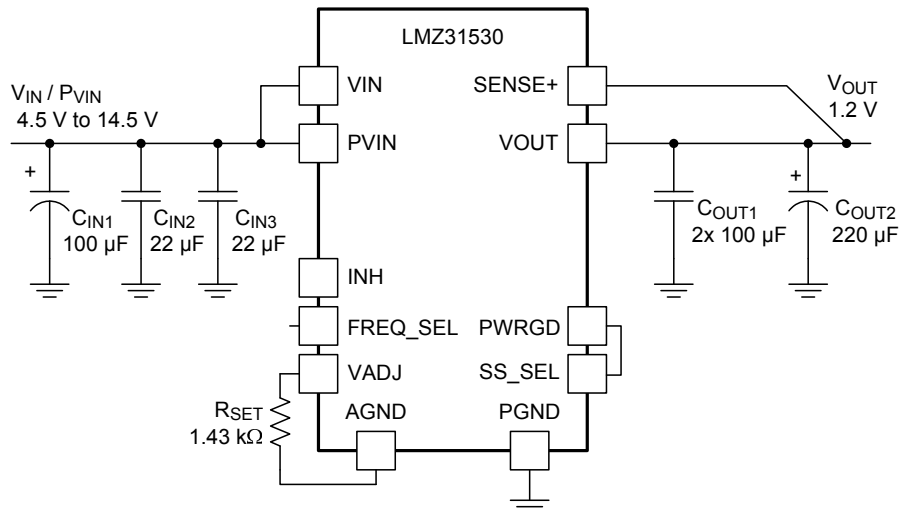 LMZ31530
VIN
SENSE+
VIN / PVIN
4.5 V to 14.5 V
VOUT
1.2 V
PVIN
VOUT
+
CIN1
100 µF
CIN2
22 µF
CIN3
22 µF
COUT1
2x 100 µF
+
COUT2
220 µF
INH
FREQ_SEL
PWRGD
VADJ
SS_SEL
RSET
1.43 kΩ
AGND
PGND